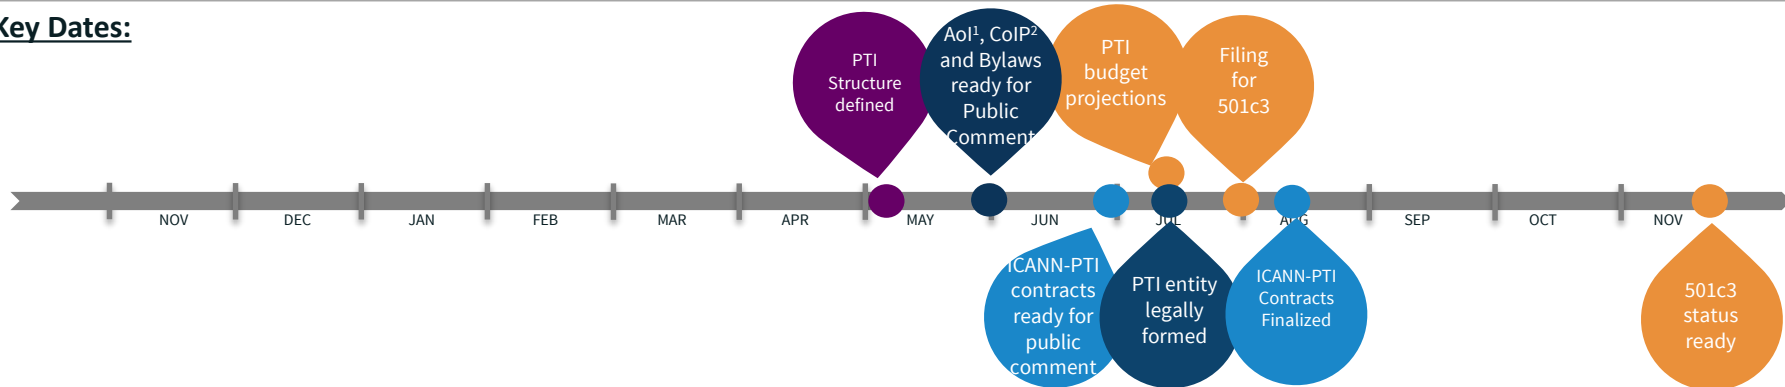 Key Dates:
PTI
Structure
defined
AoI¹, CoIP²
and Bylaws
ready for
Public
Comment
PTI
budget
projections
Filing
for
501c3
NOV
DEC
JAN
FEB
MAR
APR
MAY
JUN
JUL
AUG
SEP
OCT
NOV
ICANN-PTI
contracts
ready for
public
comment
PTI entity
legally
formed
ICANN-PTI
Contracts
Finalized
501c3
status
ready